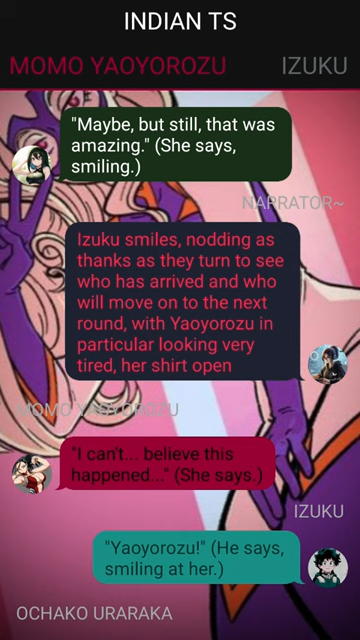 INDIAN TS
MOMO YAOYOROZU IZUKU
"Maybe, but still, that was
amazing." (She says,
smiling.)
NARRATOR~
Izuku smiles, nodding as
thanks as they turn to see
who has arrived and who
will move on to the next
round, with Yaoyorozu in
particular looking very
tired, her shirt open
MOMO YAOYOROZU
"I can't... believe this
happened..." (She says.)
IZUKU
"Yaoyorozu!" (He says,
smiling at her.)
OCHAKO URARAKA